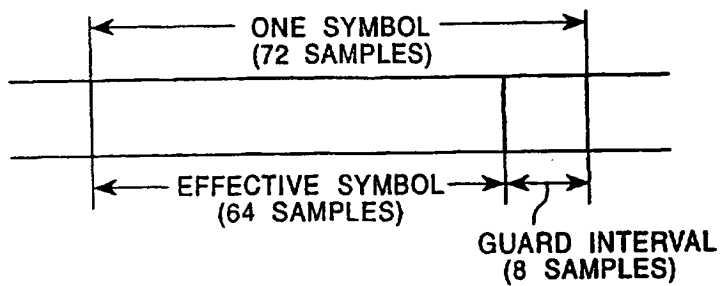 ONE SYMBOL
(72 SAMPLES)
EFFECTIVE SYMBOL
(64 SAMPLES)
GUARD INTERVAL
(8 SAMPLES)